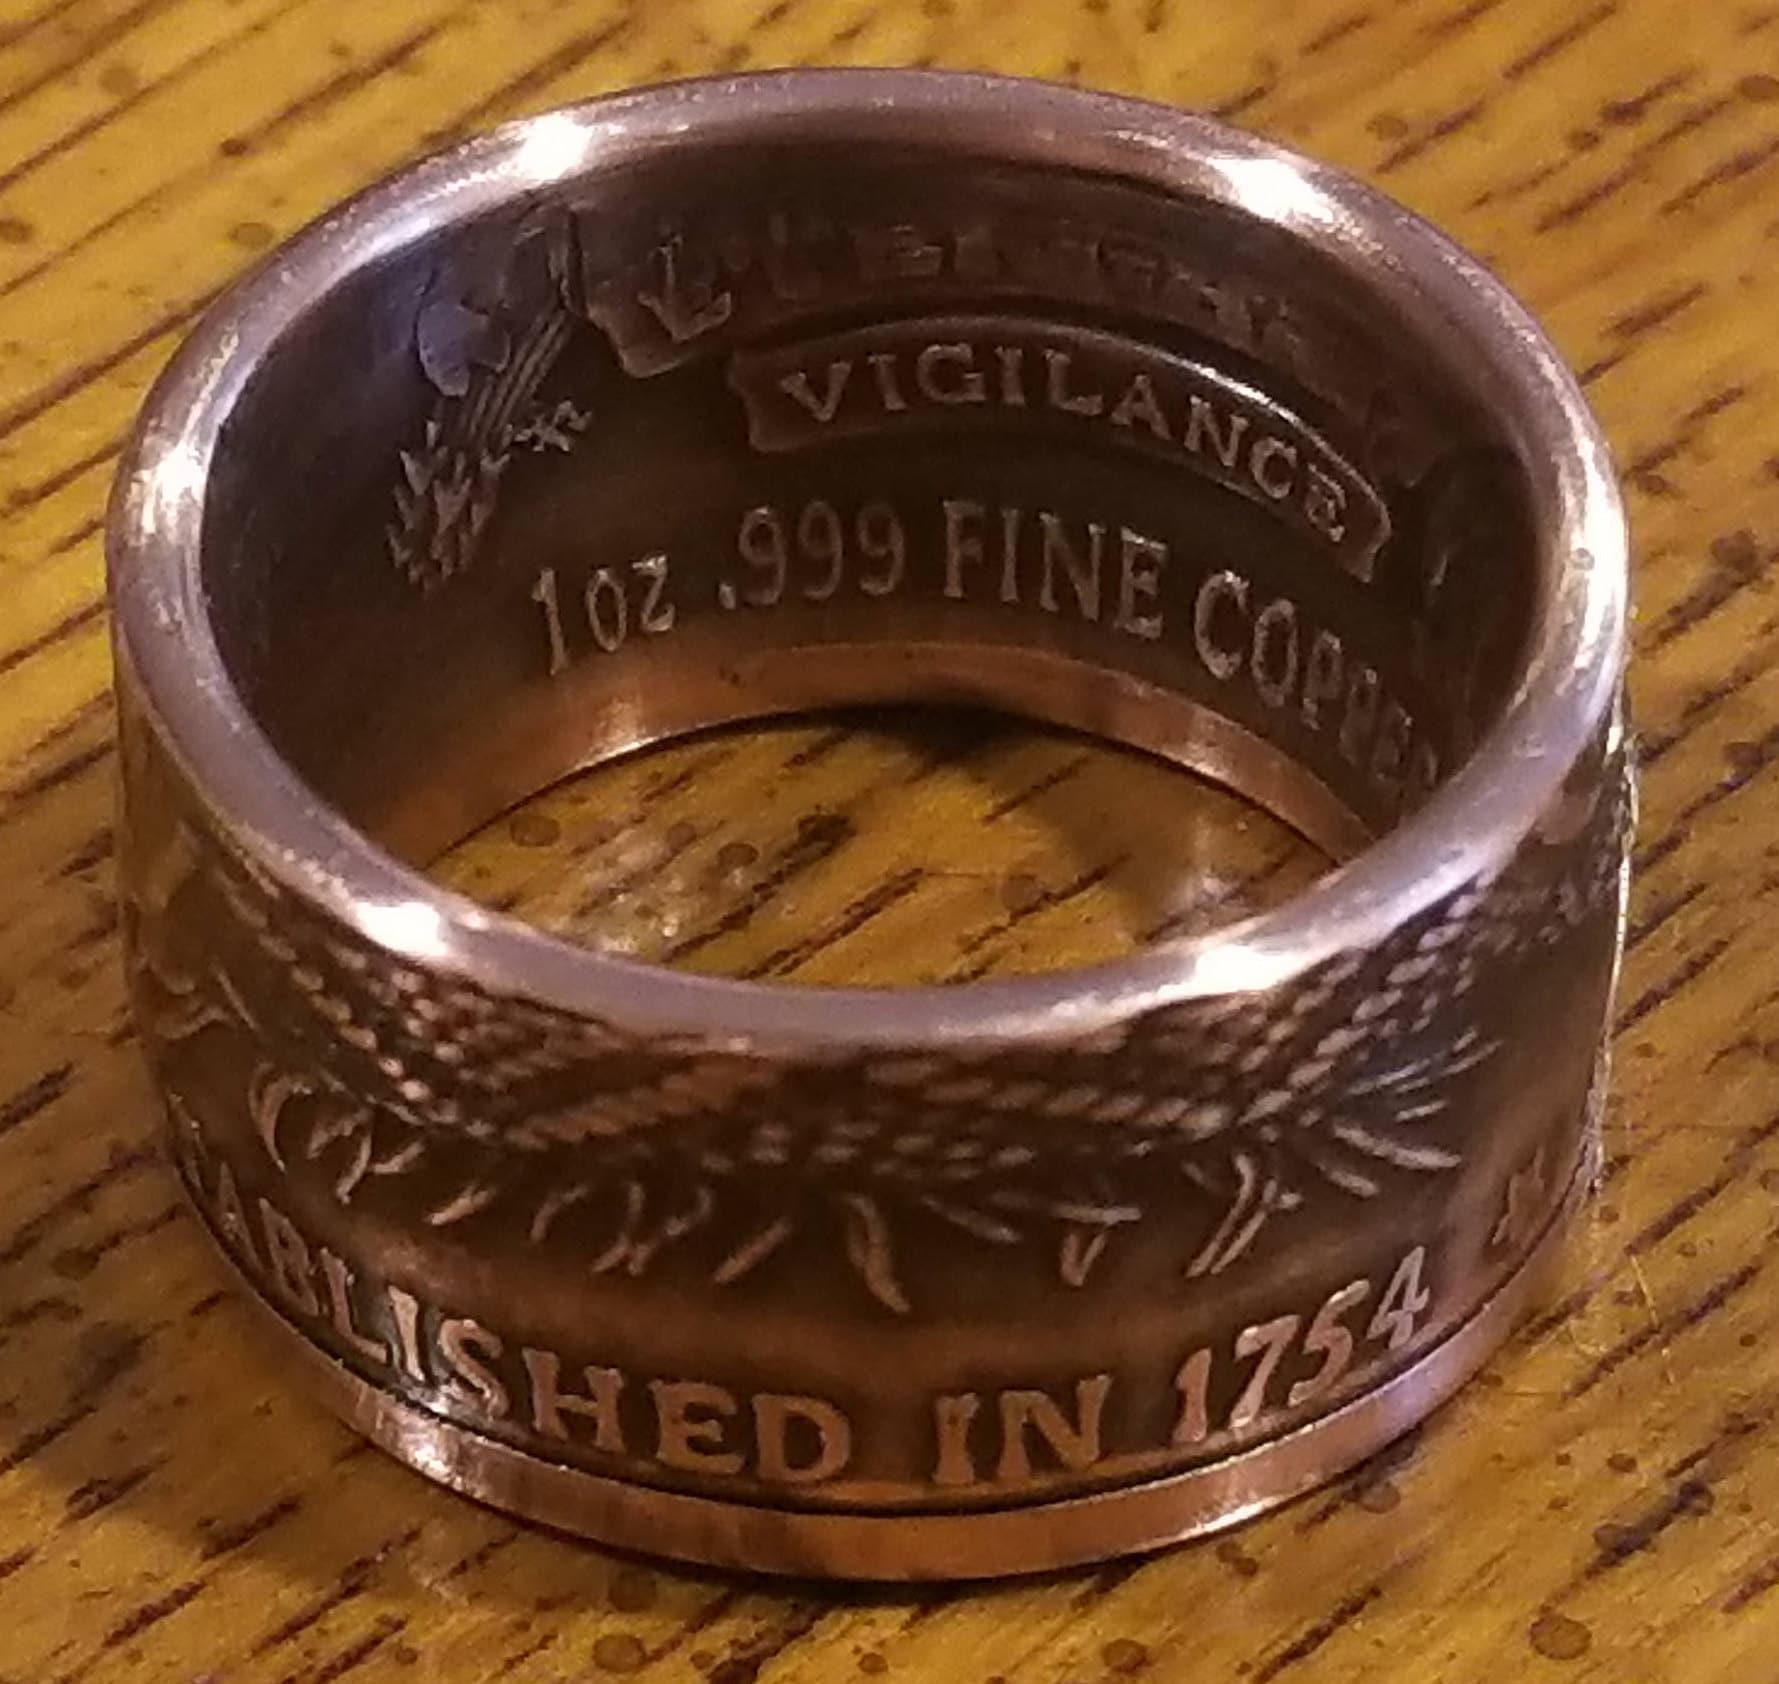 VIGILANCE
1oz .999 FINE COPPER
ABLISHED IN 1754